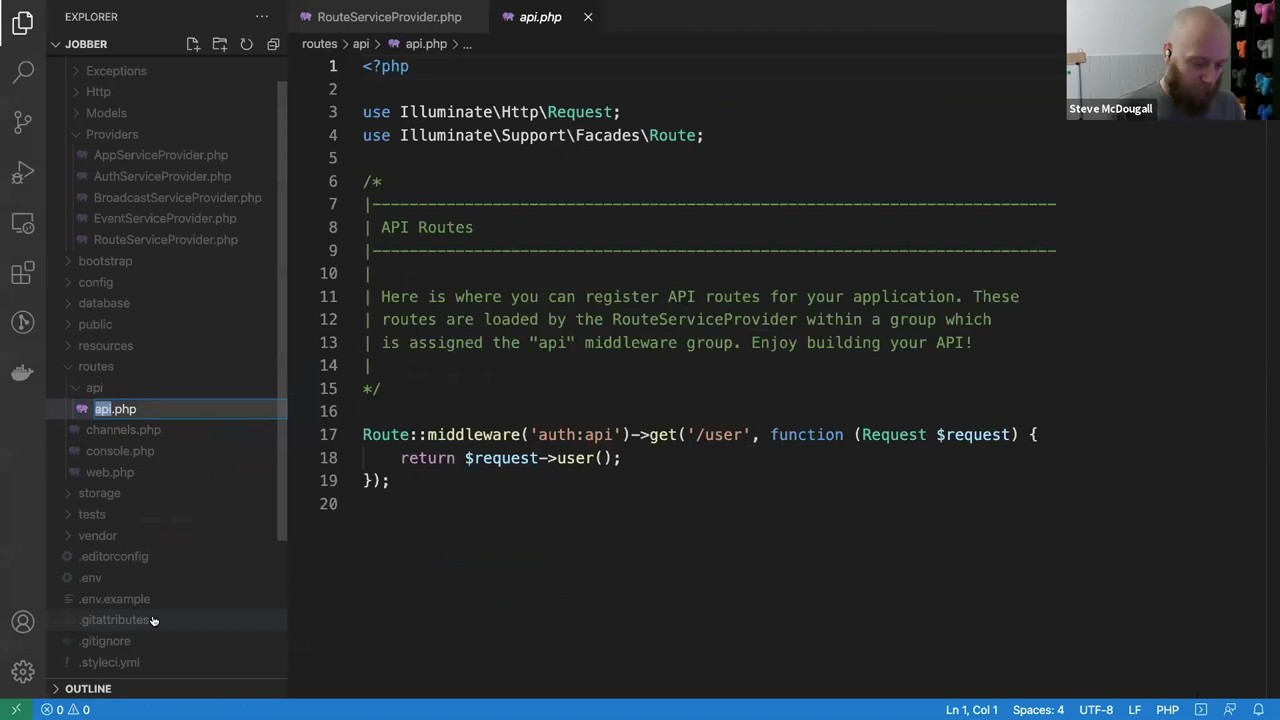 EXPLORER
...
JOBBER
Exceptions
Http
Models
Providers
AppServiceProvider.php
AuthServiceProvider.php
BroadcastServiceProvider.php
EventServiceProvider.php
RouteServiceProvider.php
bootstrap
config
database
public
resources
routes
api
api.php
channels.php
console.php
web.php
storage
tests
vendor
.editorconfig
.env
.env.example
.gitattributes
.gitignore
.styleci.yml
OUTLINE
RouteServiceProvider.php
api.php
routes > api > api.php > ...
1 <?php
2
3 use Illuminate\Http\Request;
4 use Illuminate\Support\Facades\Route;
5
6 /*
7 |--------------------------------------------------------------------------
8 | API Routes
9 |--------------------------------------------------------------------------
10 |
11 | Here is where you can register API routes for your application. These
12 | routes are loaded by the RouteServiceProvider within a group which
13 | is assigned the "api" middleware group. Enjoy building your API!
14 |
15 */
16
17 Route::middleware('auth:api')->get('/user', function (Request $request) {
18     return $request->user();
19 });
20
Steve McDougall
0 0
Ln 1, Col 1
Spaces: 4
UTF-8
LF
PHP